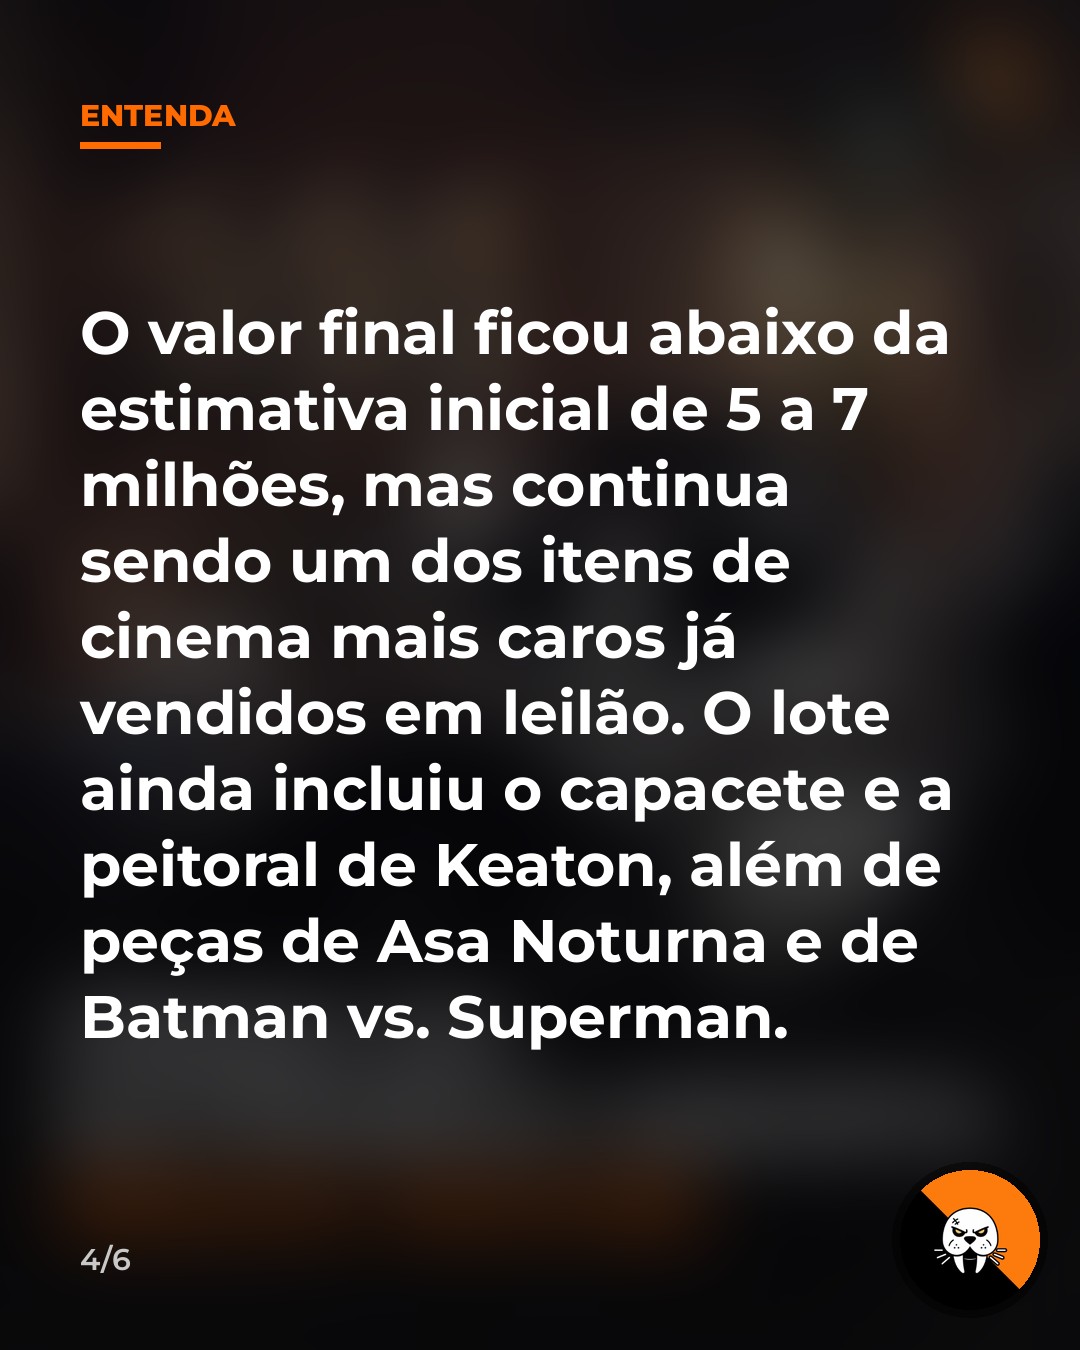 ENTENDA
O valor final ficou abaixo da
estimativa inicial de 5 a 7
milhões, mas continua
sendo um dos itens de
cinema mais caros já
vendidos em leilão. O lote
ainda incluiu o capacete e a
peitoral de Keaton, além de
peças de Asa Noturna e de
Batman vs. Superman.
4/6